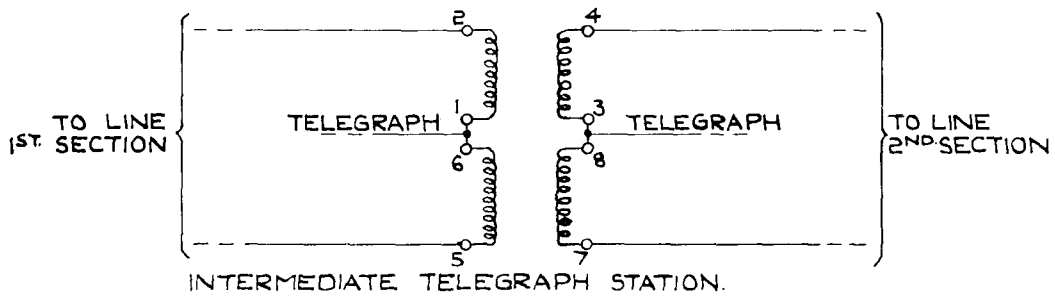 2
4
TO LINE
1ST. SECTION
TELEGRAPH
1
6
3
8
TELEGRAPH
TO LINE
2ND. SECTION
5
7
INTERMEDIATE TELEGRAPH STATION.